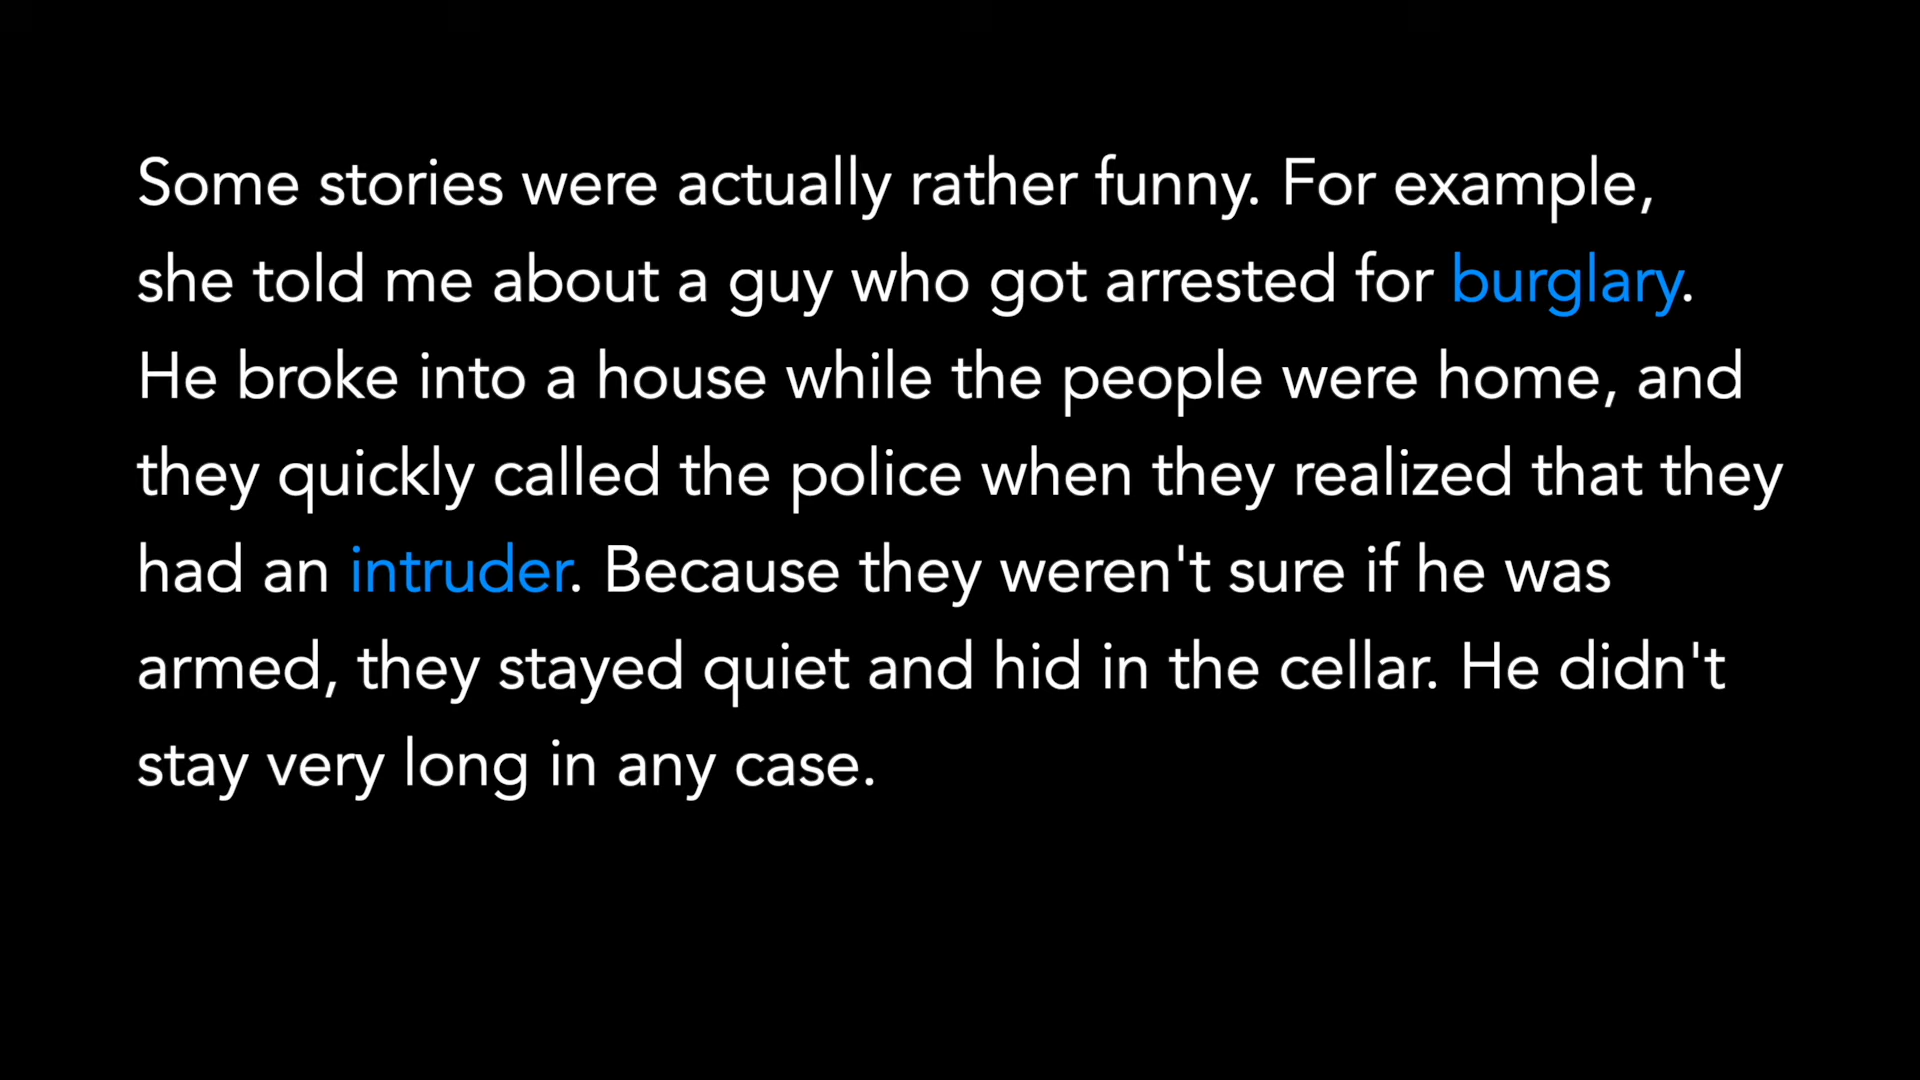 Some stories were actually rather funny. For example,
she told me about a guy who got arrested for burglary.
He broke into a house while the people were home, and
they quickly called the police when they realized that they
had an intruder. Because they weren't sure if he was
armed, they stayed quiet and hid in the cellar. He didn't
stay very long in any case.